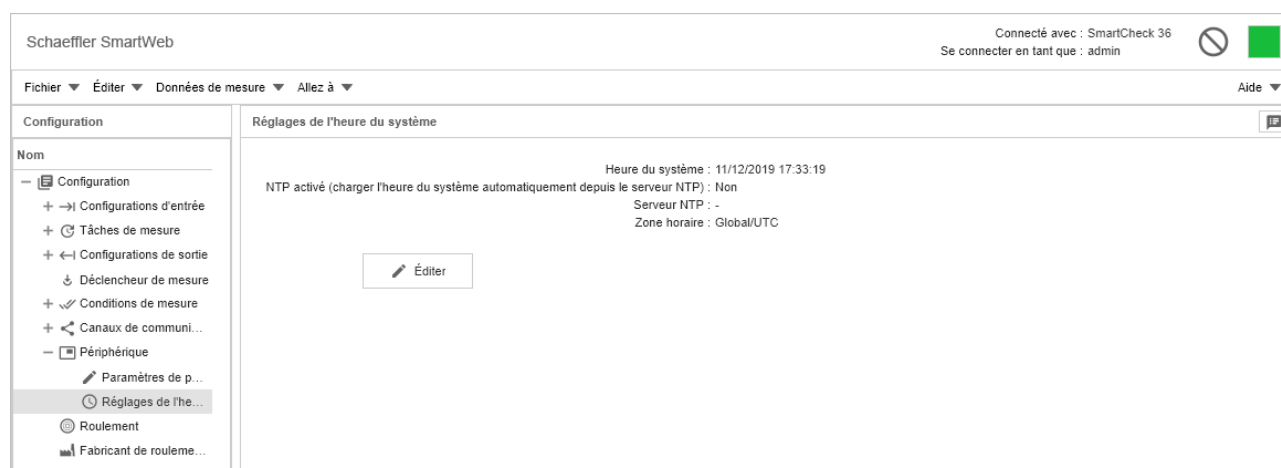 Schaeffler SmartWeb
Connecté avec : SmartCheck 36
Se connecter en tant que : admin
Fichier Éditer Données de mesure Allez à Aide
Configuration
Réglages de l'heure du système
Nom
Configuration
Configurations d'entrée
Tâches de mesure
Configurations de sortie
Déclencheur de mesure
Conditions de mesure
Canaux de communi...
Périphérique
Paramètres de p...
Réglages de l'he...
Roulement
Fabricant de rouleme...
Heure du système : 11/12/2019 17:33:19
NTP activé (charger l'heure du système automatiquement depuis le serveur NTP) : Non
Serveur NTP : -
Zone horaire : Global/UTC
Éditer